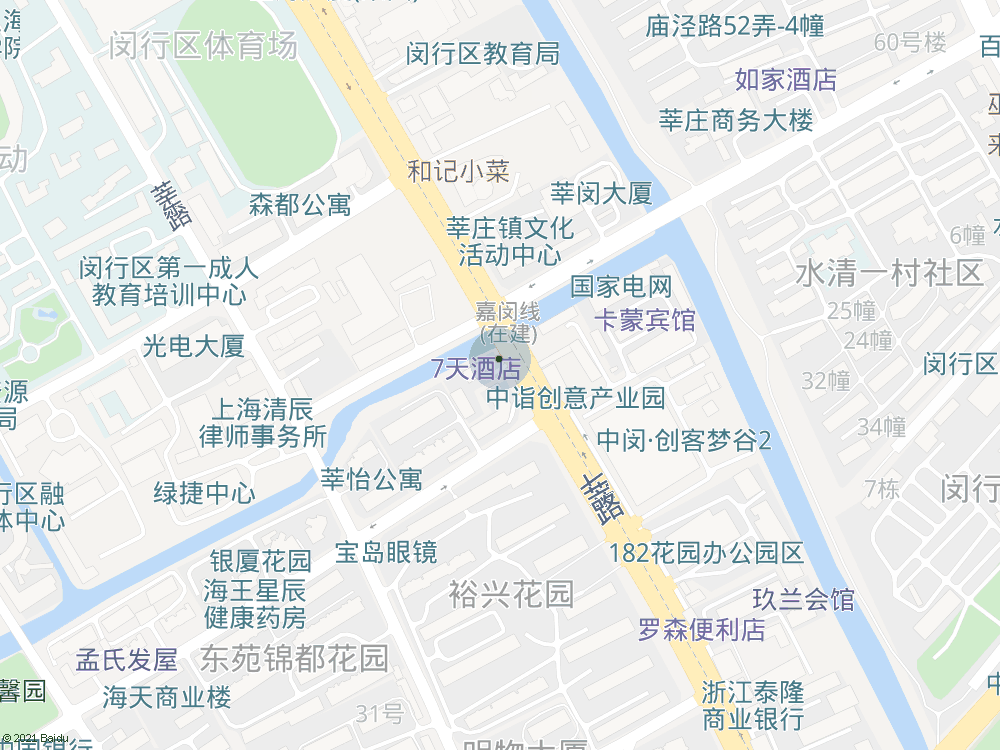 闵行区体育场
闵行区教育局
庙泾路52弄-4幢
60号楼
如家酒店
莘庄商务大楼
和记小菜
莘闵大厦
森都公寓
莘庄镇文化
活动中心
6幢
闵行区第一成人
教育培训中心
国家电网
水清一村社区
嘉闵线
(在建)
卡蒙宾馆
25幢
24幢
光电大厦
7天酒店
闵行区
32幢
中诣创意产业园
上海清辰
律师事务所
34幢
中闵·创客梦谷2
莘怡公寓
绿捷中心
7栋
闵行
行区融
体中心
宝岛眼镜
银厦花园
182花园办公园区
海王星辰
健康药房
裕兴花园
玖兰会馆
罗森便利店
孟氏发屋
东苑锦都花园
馨园
海天商业楼
31号
浙江泰隆
商业银行
© 2021 Baidu